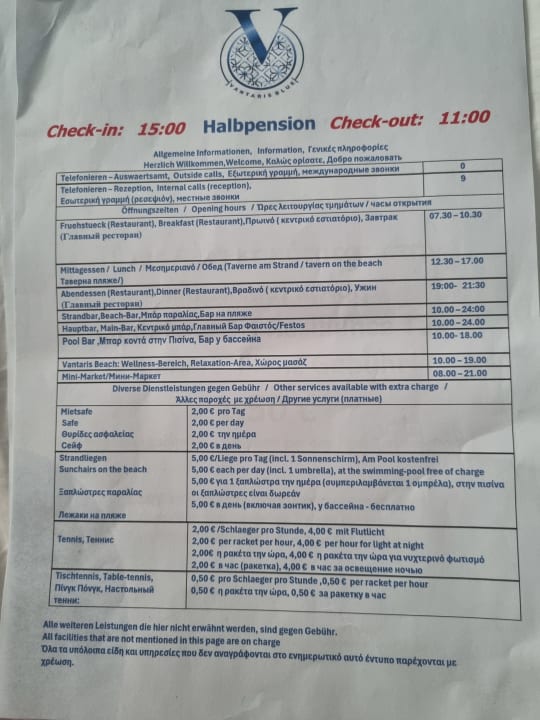 V
VANTARIS BLUE
Check-in: 15:00 Halbpension Check-out: 11:00
Allgemeine Informationen, Information, Γενικές πληροφορίες
Herzlich Willkommen,Welcome, Καλώς ορίσατε, Добро пожаловать
Telefonieren – Auswaertsamt, Outside calls, Εξωτερική γραμμή, международные звонки 0
Telefonieren – Rezeption, Internal calls (reception), 9
Εσωτερική γραμμή (ρεσεψιόν), местные звонки
Öffnungszeiten / Opening hours / Ώρες λειτουργίας τμημάτων / часы открытия
Fruehstueck (Restaurant), Breakfast (Restaurant),Πρωινό ( κεντρικό εστιατόριο), Завтрак 07.30 – 10.30
(Главный ресторан)
Mittagessen / Lunch / Μεσημεριανό / Обед (Taverne am Strand / tavern on the beach 12.30 – 17.00
Таверна пляже/)
Abendessen (Restaurant),Dinner (Restaurant),Βραδινό ( κεντρικό εστιατόριο), Ужин 19:00- 21:30
(Главный ресторан)
Strandbar,Beach-Bar,Μπάρ παραλίας,Бар на пляже 10.00 – 24:00
Hauptbar, Main-Bar, Κεντρικό μπάρ,Главный Бар Φαιστός/Festos 10.00 – 24.00
Pool Bar ,Μπαρ κοντά στην Πισίνα, Бар у бассейна 10.00- 18.00
Vantaris Beach: Wellness-Bereich, Relaxation-Area, Χώρος μασάζ 10.00 – 19.00
Mini-Market/Мини-Маркет 08.00 – 21.00
Diverse Dienstleistungen gegen Gebühr / Other services available with extra charge /
Άλλες παροχές με χρέωση / Другие услуги (платные)
Mietsafe 2,00 € pro Tag
Safe 2,00 € per day
Θυρίδες ασφαλείας 2,00 € την ημέρα
Сейф 2,00 € в день
Strandliegen 5,00 €/Liege pro Tag (incl. 1 Sonnenschirm), Am Pool kostenfrei
Sunchairs on the beach 5,00 € each per day (incl. 1 umbrella), at the swimming-pool free of charge
5,00 € για 1 ξαπλώστρα την ημέρα (συμπεριλαμβάνεται 1 ομπρέλα), στην πισίνα
Ξαπλώστρες παραλίας οι ξαπλώστρες είναι δωρεάν
5,00 € в день (включая зонтик), у бассейна - бесплатно
Лежаки на пляже
2,00 € /Schlaeger pro Stunde, 4,00 € mit Flutlicht
Tennis, Теннис 2,00 € per racket per hour, 4,00 € per hour for light at night
2,00€ η ρακέτα την ώρα, 4,00 € η ρακέτα την ώρα για νυχτερινό φωτισμό
2,00 € в час (ракетка), 4,00 € в час за освещение ночью
Tischtennis, Table-tennis, 0,50 € pro Schlaeger pro Stunde ,0,50 € per racket per hour
Πίνγκ Πόνγκ, Настольный 0,50 € η ρακέτα την ώρα, 0,50 € за ракетку в час
тенни:
Alle weiteren Leistungen die hier nicht erwähnt werden, sind gegen Gebühr.
All facilities that are not mentioned in this page are on charge
Όλα τα υπόλοιπα είδη και υπηρεσίες που δεν αναγράφονται στο ενημερωτικό αυτό έντυπο παρέχονται με
χρέωση.